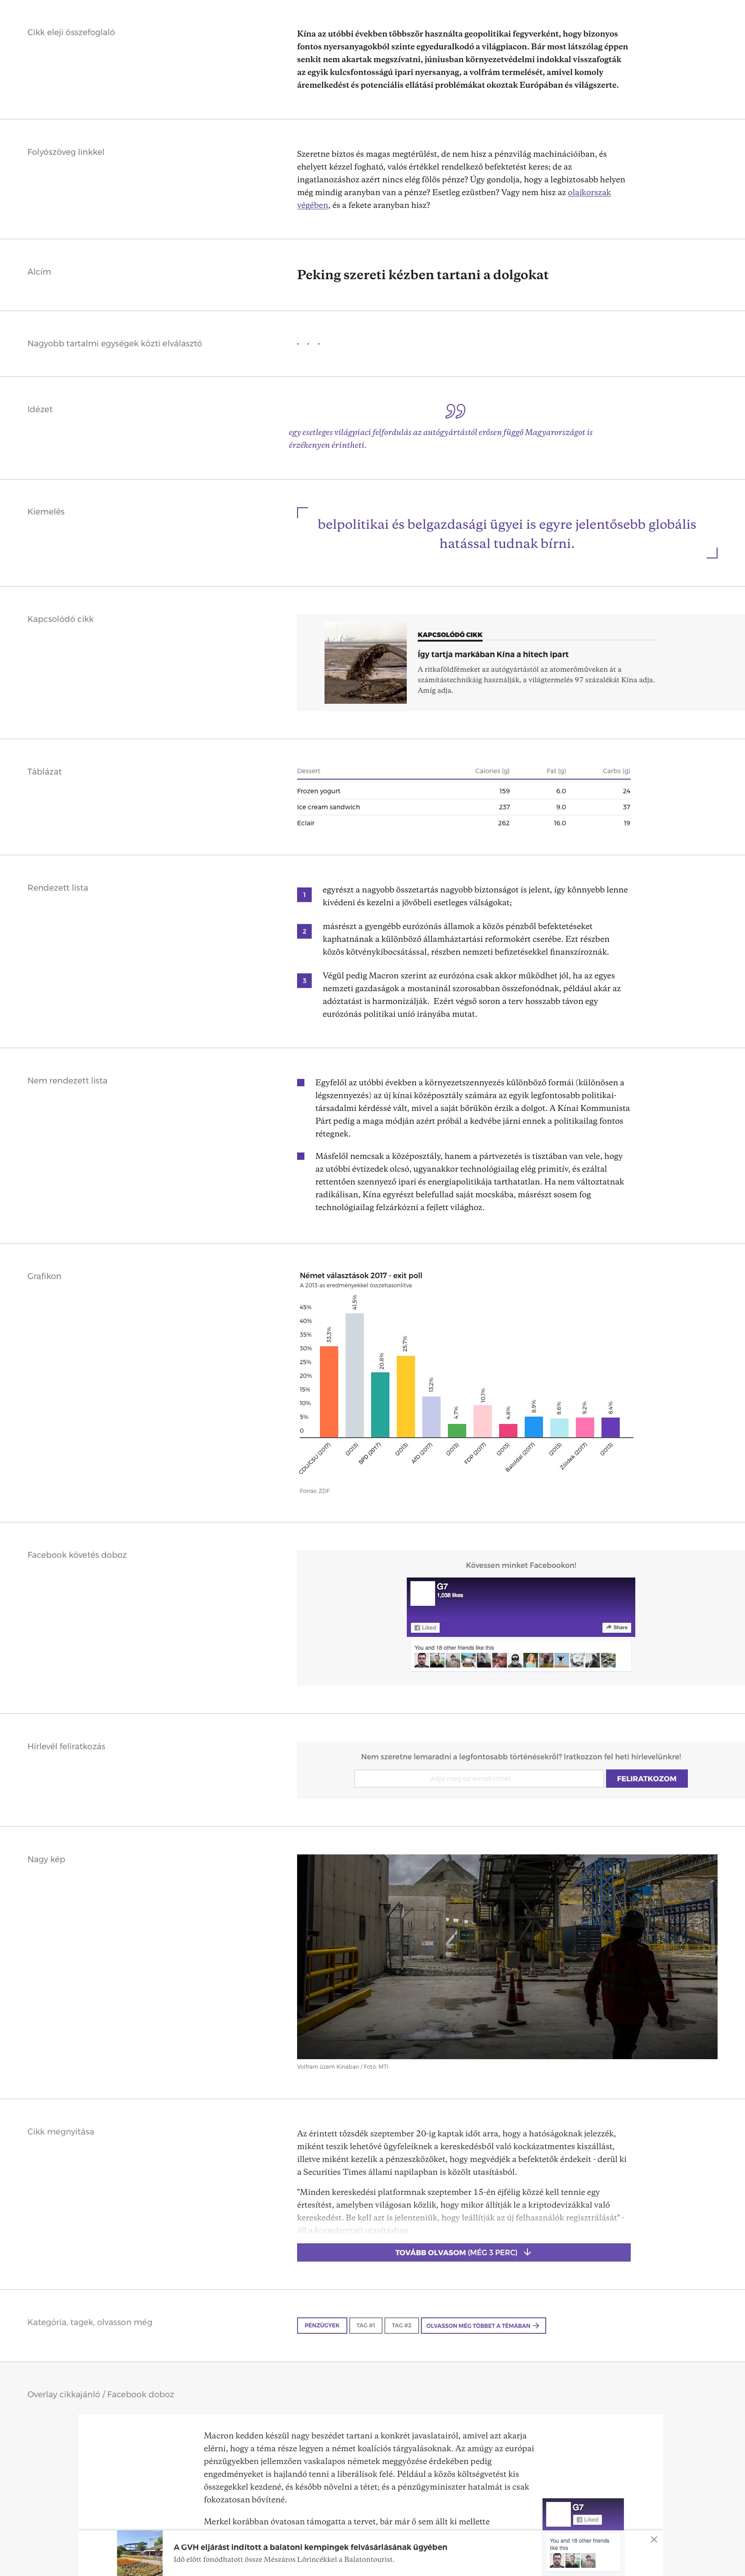 Cikk eleji összefoglaló
Kína az utóbbi években többször használta geopolitikai fegyverként, hogy bizonyos
fontos nyersanyagokból szinte egyeduralkodó a világpiacon. Bár most látszólag éppen
senkit nem akartak megszívatni, júniusban környezetvédelmi indokkal visszafogták
az egyik kulcsfontosságú ipari nyersanyag, a volfrám termelését, amivel komoly
áremelkedést és potenciális ellátási problémákat okoztak Európában és világszerte.
Folyószöveg linkkel
Szeretne biztos és magas megtérülést, de nem hisz a pénzvilág machinációiban, és
ehelyett kézzel fogható, valós értékkel rendelkező befektetést keres; de az
ingatlanozáshoz azért nincs elég fölös pénze? Úgy gondolja, hogy a legbiztosabb helyen
még mindig aranyban van a pénze? Esetleg ezüstben? Vagy nem hisz az olajkorszak
végében, és a fekete aranyban hisz?
Alcím
Peking szereti kézben tartani a dolgokat
Nagyobb tartalmi egységek közti elválasztó
· · ·
Idézet
egy esetleges világpiaci felfordulás az autógyártástól erősen függő Magyarországot is
érzékenyen érintheti.
Kiemelés
belpolitikai és belgazdasági ügyei is egyre jelentősebb globális
hatással tudnak bírni.
Kapcsolódó cikk
KAPCSOLÓDÓ CIKK
Így tartja markában Kína a hitech ipart
A ritkaföldfémeket az autógyártástól az atomerőműveken át a
számítástechnikáig használják, a világtermelés 97 százalékát Kína adja.
Amíg adja.
Táblázat
Dessert Calories (g) Fat (g) Carbs (g)
Frozen yogurt 159 6.0 24
Ice cream sandwich 237 9.0 37
Eclair 262 16.0 19
Rendezett lista
1 egyrészt a nagyobb összetartás nagyobb biztonságot is jelent, így könnyebb lenne
kivédeni és kezelni a jövőbeli esetleges válságokat;
2 másrészt a gyengébb eurózónás államok a közös pénzből befektetéseket
kaphatnának a különböző államháztartási reformokért cserébe. Ezt részben
közös kötvénykibocsátással, részben nemzeti befizetésekkel finanszíroznák.
3 Végül pedig Macron szerint az eurózóna csak akkor működhet jól, ha az egyes
nemzeti gazdaságok a mostaninál szorosabban összefonódnak, például akár az
adóztatást is harmonizálják. Ezért végső soron a terv hosszabb távon egy
eurózónás politikai unió irányába mutat.
Nem rendezett lista
Egyfelől az utóbbi években a környezetszennyezés különböző formái (különösen a
légszennyezés) az új kínai középosztály számára az egyik legfontosabb politikai-
társadalmi kérdéssé vált, mivel a saját bőrükön érzik a dolgot. A Kínai Kommunista
Párt pedig a maga módján azért próbál a kedvébe járni ennek a politikailag fontos
rétegnek.
Másfelől nemcsak a középosztály, hanem a pártvezetés is tisztában van vele, hogy
az utóbbi évtizedek olcsó, ugyanakkor technológiailag elég primitív, és ezáltal
rettentően szennyező ipari és energiapolitikája tarthatatlan. Ha nem változtatnak
radikálisan, Kína egyrészt belefullad saját mocskába, másrészt sosem fog
technológiailag felzárkózni a fejlett világhoz.
Grafikon
Német választások 2017 - exit poll
A 2013-as eredményekkel összehasonlítva
45%
40%
35%
30%
25%
20%
15%
10%
5%
0
33,3% 41,5% 20,8% 25,7% 13,2% 4,7% 10,1% 4,8% 8,9% 8,6% 9,2% 8,4%
CDU/CSU (2017) (2013) SPD (2017) (2013) AfD (2017) (2013) FDP (2017) (2013) Baloldal (2017) (2013) Zöldek (2017) (2013)
Forrás: ZDF
Facebook követés doboz
Kövessen minket Facebookon!
G7
1,038 likes
Liked Share
You and 18 other friends like this
Hírlevél feliratkozás
Nem szeretne lemaradni a legfontosabb történésekről? Iratkozzon fel heti hírlevelünkre!
Adja meg az email címét FELIRATKOZOM
Nagy kép
Volfram üzem Kínában / Fotó: MTI
Cikk megnyitása
Az érintett tőzsdék szeptember 20-ig kaptak időt arra, hogy a hatóságoknak jelezzék,
miként teszik lehetővé ügyfeleiknek a kereskedésből való kockázatmentes kiszállást,
illetve miként kezelik a pénzeszközöket, hogy megvédjék a befektetők érdekeit - derül ki
a Securities Times állami napilapban is közölt utasításból.
"Minden kereskedési platformnak szeptember 15-én éjfélig közzé kell tennie egy
értesítést, amelyben világosan közlik, hogy mikor állítják le a kriptodevizákkal való
kereskedést. Be kell azt is jelenteniük, hogy leállítják az új felhasználók regisztrálását" -
áll a kormányzati utasításban.
TOVÁBB OLVASOM (MÉG 3 PERC)
Kategória, tagek, olvasson még
PÉNZÜGYEK TAG #1 TAG #2 OLVASSON MÉG TÖBBET A TÉMÁBAN
Overlay cikkajánló / Facebook doboz
Macron kedden készül nagy beszédet tartani a konkrét javaslatairól, amivel azt akarja
elérni, hogy a téma része legyen a német koalíciós tárgyalásoknak. Az amúgy az európai
pénzügyekben jellemzően vaskalapos németek meggyőzése érdekében pedig
engedményeket is hajlandó tenni a liberálisok felé. Például a közös költségvetést kis
összegekkel kezdené, és később növelni a tétet; és a pénzügyminiszter hatalmát is csak
fokozatosan bővítené.
Merkel korábban óvatosan támogatta a tervet, bár már ő sem állt ki mellette
G7
Liked
You and 18 other friends
like this
A GVH eljárást indított a balatoni kempingek felvásárlásának ügyében
Idő előtt fonódhatott össze Mészáros Lőrincékkel a Balatontourist.